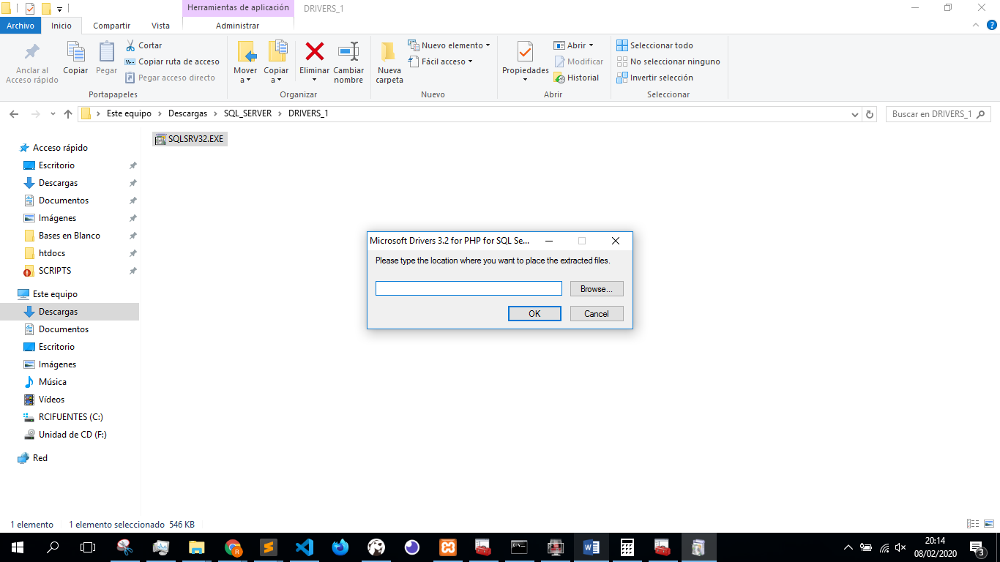 Herramientas de aplicación DRIVERS_1
Archivo Inicio Compartir Vista Administrar
Anclar al Acceso rápido
Copiar
Pegar
Cortar
Copiar ruta de acceso
Pegar acceso directo
Portapapeles
Mover a
Copiar a
Eliminar
Cambiar nombre
Organizar
Nueva carpeta
Nuevo elemento
Fácil acceso
Nuevo
Propiedades
Abrir
Modificar
Historial
Abrir
Seleccionar todo
No seleccionar ninguno
Invertir selección
Seleccionar
Este equipo > Descargas > SQL_SERVER > DRIVERS_1
Buscar en DRIVERS_1
Acceso rápido
Escritorio
Descargas
Documentos
Imágenes
Bases en Blanco
htdocs
SCRIPTS
Este equipo
Descargas
Documentos
Escritorio
Imágenes
Música
Vídeos
RCIFUENTES (C:)
Unidad de CD (F:)
Red
SQLSRV32.EXE
Microsoft Drivers 3.2 for PHP for SQL Se...
Please type the location where you want to place the extracted files.
Browse...
OK Cancel
1 elemento 1 elemento seleccionado 546 KB
20:14
08/02/2020
3